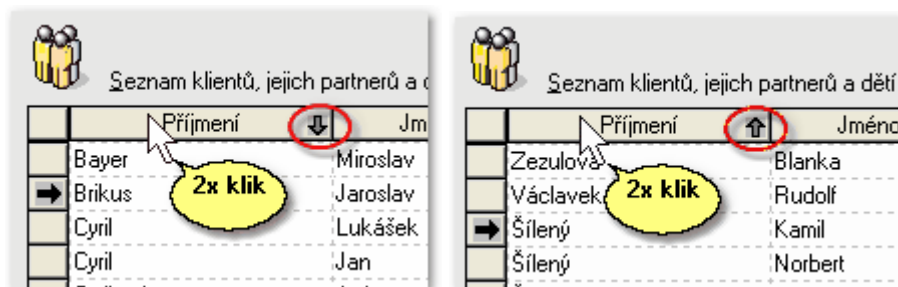 Seznam klientů, jejich partnerů a
Příjmení Jm
Bayer Miroslav
2x klik
Brikus Jaroslav
Cyril Lukášek
Cyril Jan
Seznam klientů, jejich partnerů a dětí
Příjmení Jméno
Zezulová Blanka
2x klik
Václavek Rudolf
Šílený Kamil
Šílený Norbert